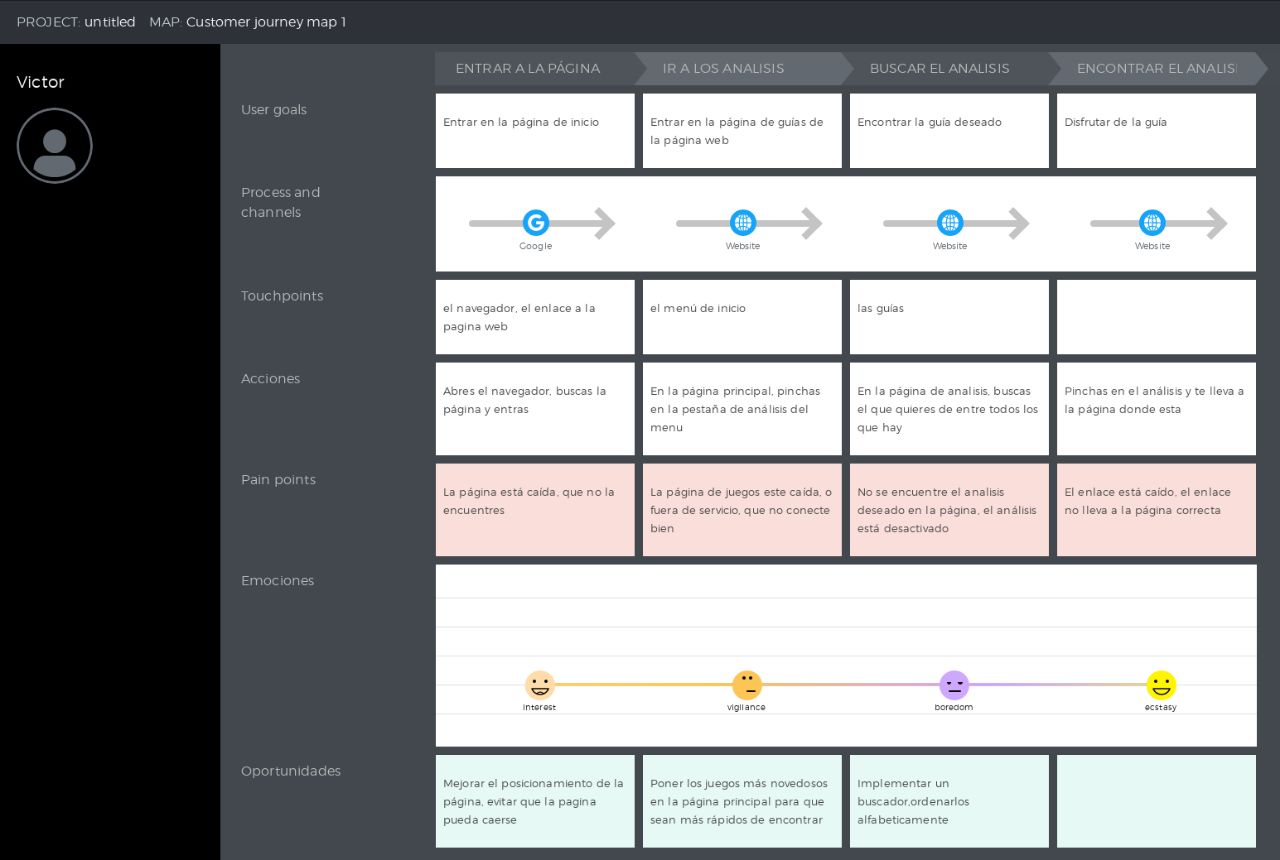 PROJECT: untitled MAP: Customer journey map 1
Victor
ENTRAR A LA PÁGINA
IR A LOS ANALISIS
BUSCAR EL ANALISIS
ENCONTRAR EL ANALISI
User goals
Entrar en la página de inicio
Entrar en la página de guías de
la página web
Encontrar la guía deseado
Disfrutar de la guía
Process and
channels
Google
Website
Website
Website
Touchpoints
el navegador, el enlace a la
pagina web
el menú de inicio
las guías
Acciones
Abres el navegador, buscas la
página y entras
En la página principal, pinchas
en la pestaña de análisis del
menu
En la página de analisis, buscas
el que quieres de entre todos los
que hay
Pinchas en el análisis y te lleva a
la página donde esta
Pain points
La página está caída, que no la
encuentres
La página de juegos este caída, o
fuera de servicio, que no conecte
bien
No se encuentre el analisis
deseado en la página, el análisis
está desactivado
El enlace está caído, el enlace
no lleva a la página correcta
Emociones
interest
vigilance
boredom
ecstasy
Oportunidades
Mejorar el posicionamiento de la
página, evitar que la pagina
pueda caerse
Poner los juegos más novedosos
en la página principal para que
sean más rápidos de encontrar
Implementar un
buscador,ordenarlos
alfabeticamente